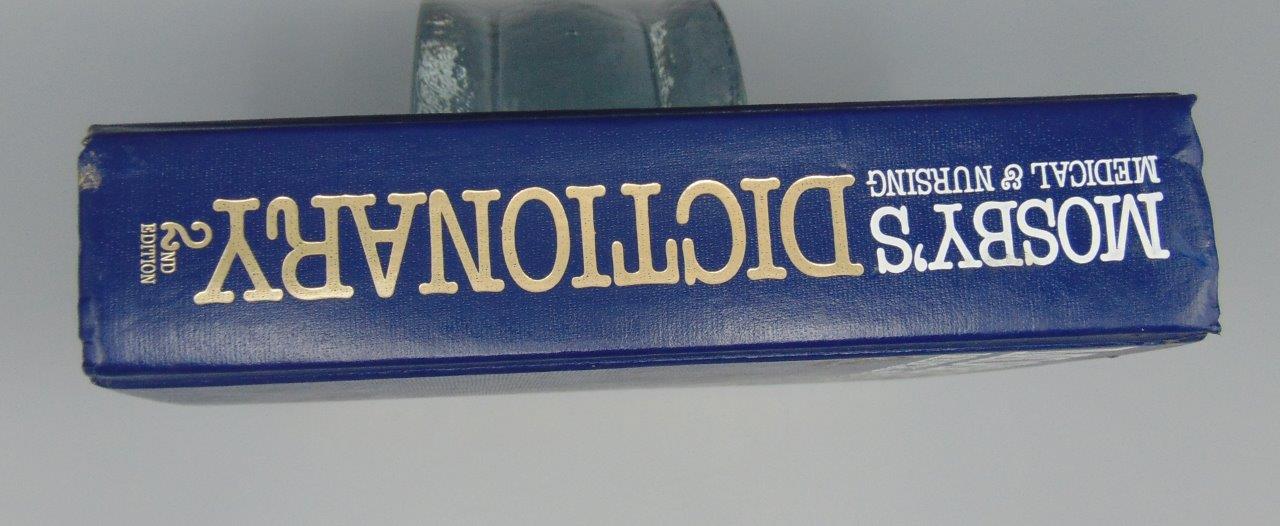 MOSBY'S
MEDICAL & NURSING
DICTIONARY
2ND
EDITION